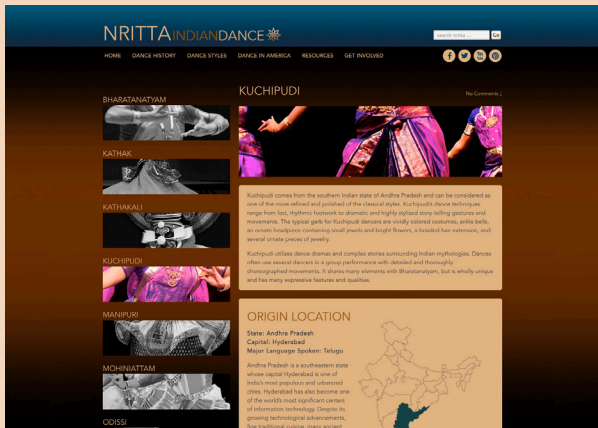 NRITTA INDIANDANCE
search nritta ...
Go
HOME DANCE HISTORY DANCE STYLES DANCE IN AMERICA RESOURCES GET INVOLVED
BHARATANATYAM
KATHAK
KATHAKALI
KUCHIPUDI
MANIPURI
MOHINIATTAM
ODISSI
KUCHIPUDI
No Comments ↓
Kuchipudi comes from the southern Indian state of Andhra Pradesh and can be considered as
one of the more refined and polished of the classical styles. Kuchipudi's dance techniques
range from fast, rhythmic footwork to dramatic and highly stylized story-telling gestures and
movements. The typical garb for Kuchipudi dancers are vividly colored costumes, ankle bells,
an ornate headpiece containing small jewels and bright flowers, a braided hair extension, and
several ornate pieces of jewelry.
Kuchipudi utilizes dance dramas and complex stories surrounding Indian mythologies. Dances
often use several dancers in a group performance with detailed and thoroughly
choreographed movements. It shares many elements with Bharatanatyam, but is wholly unique
and has many expressive features and qualities.
ORIGIN LOCATION
State: Andhra Pradesh
Capital: Hyderabad
Major Language Spoken: Telugu
Andhra Pradesh is a southeastern state
whose capital Hyderabad is one of
India's most populous and urbanized
cities. Hyderabad has also become one
of the world's most significant centers
of information technology. Despite its
growing technological advancements,
fine traditional cuisine, many ancient